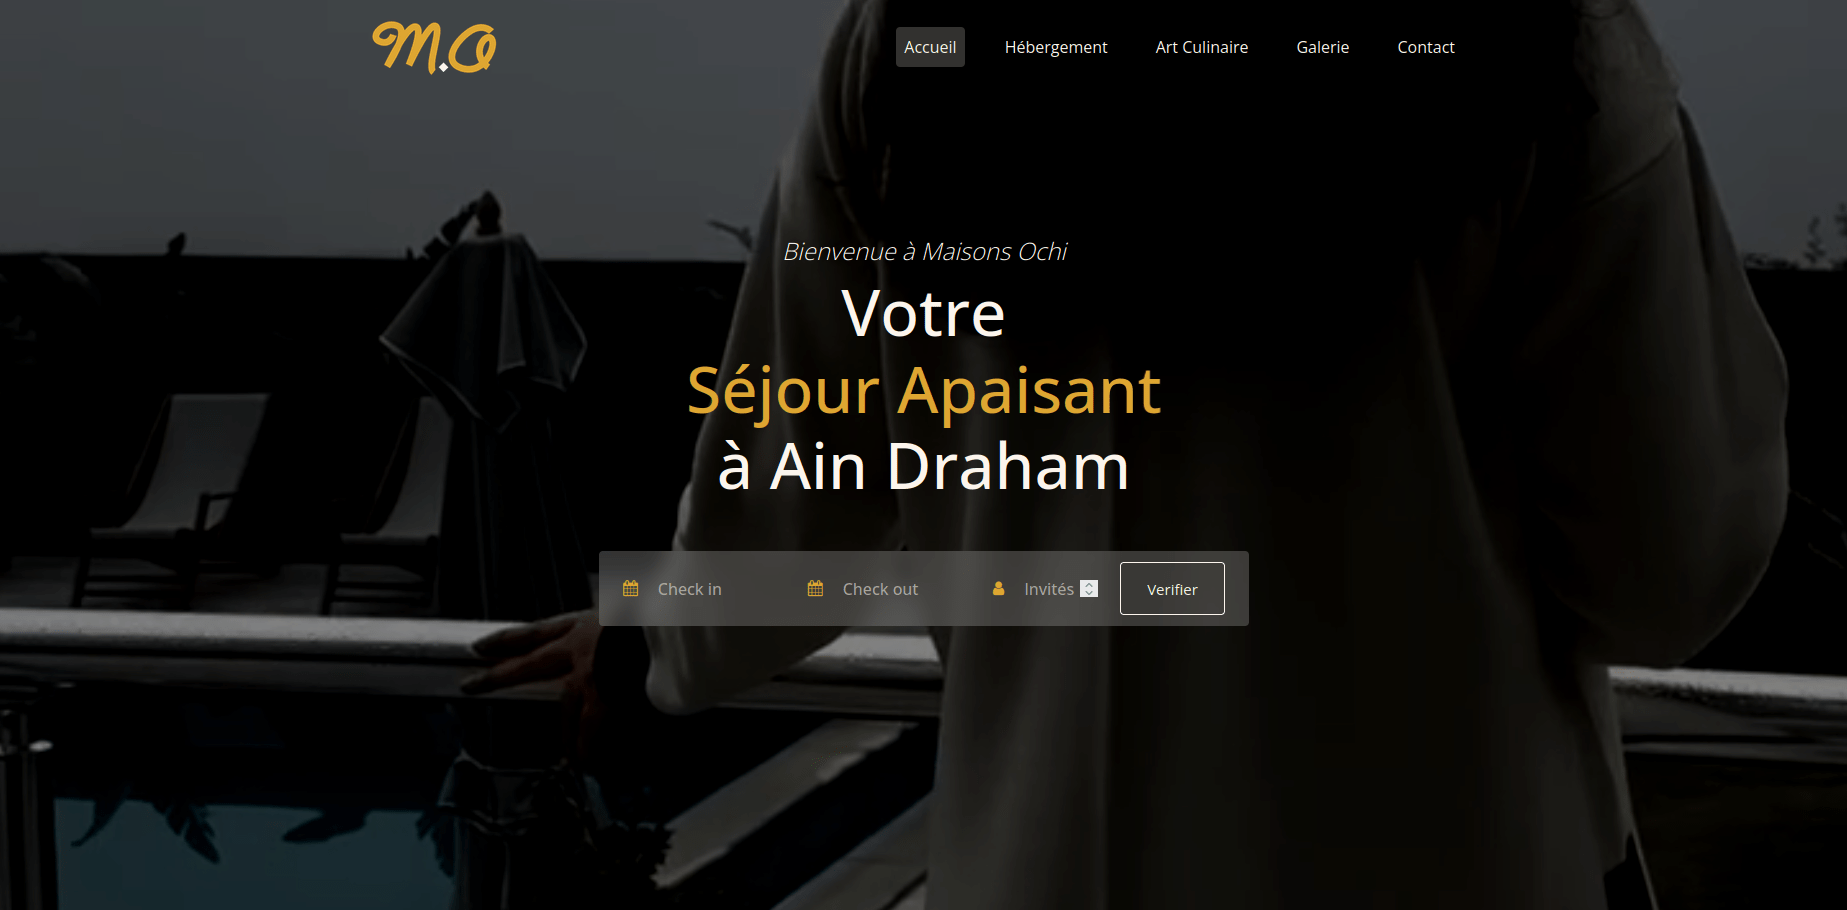 M.O
Accueil Hébergement Art Culinaire Galerie Contact
Bienvenue à Maisons Ochi
Votre
Séjour Apaisant
à Ain Draham
Check in Check out Invités Verifier